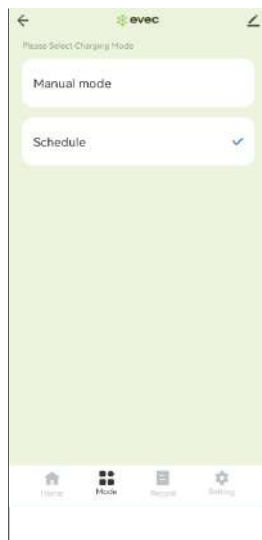 evec
Please Select Charging Mode
Manual mode
Schedule
Home
Mode
Record
Setting